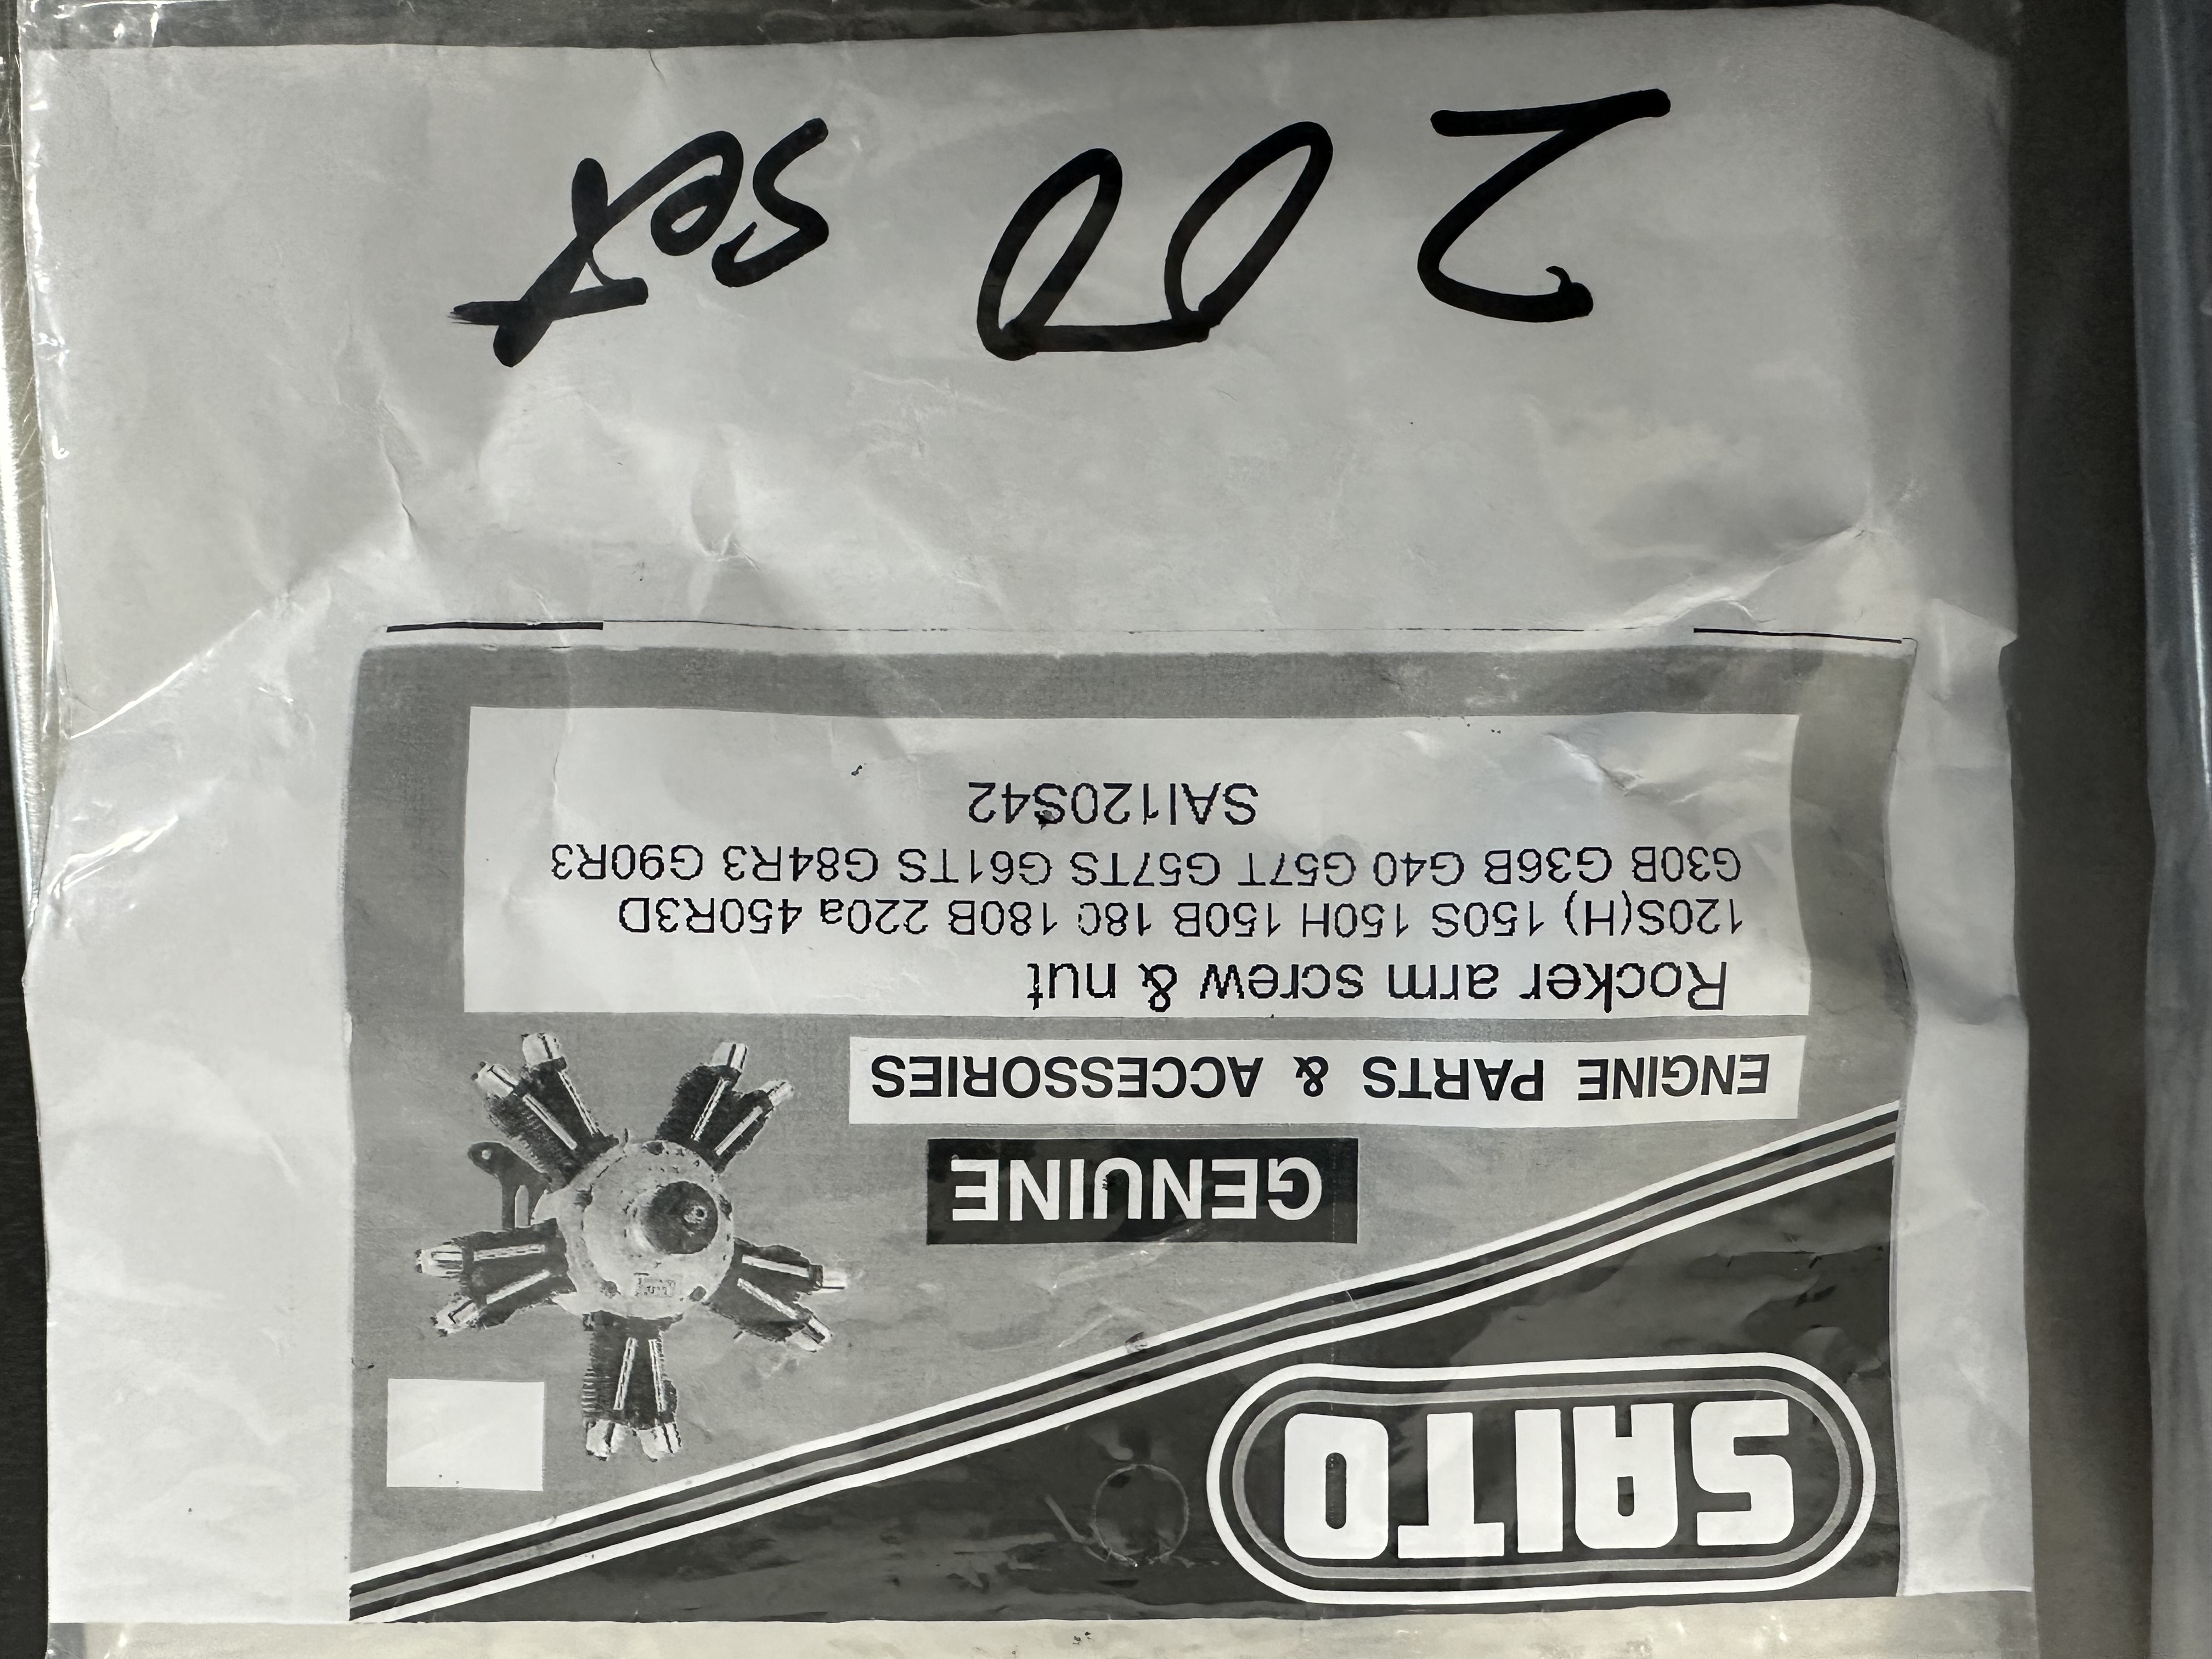 SAITO
GENUINE
ENGINE PARTS & ACCESSORIES
Rocker arm screw & nut
120S(H) 150S 150H 150B 18C 180B 220a 450R3D
G30B G36B G40 G57T G57TS G61TS G84R3 G90R3
SAI120S42
200 set